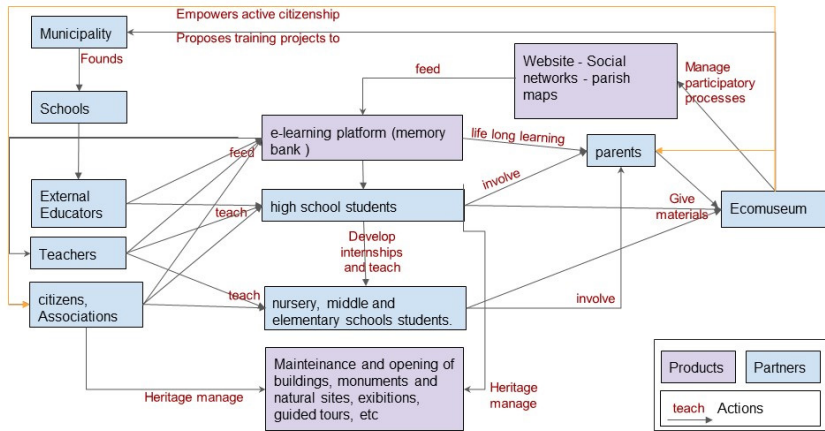 Empowers active citizenship
Municipality
Proposes training projects to
Founds
Website - Social
networks - parish
maps
feed
Manage
participatory
processes
Schools
e-learning platform (memory
bank )
life long learning
feed
parents
involve
External
Educators
high school students
teach
Give
materials
Ecomuseum
Teachers
Develop
internships
and teach
citizens,
Associations
teach
nursery, middle and
elementary schools students.
involve
Mainteinance and opening of
buildings, monuments and
natural sites, exibitions,
guided tours, etc
Heritage manage
Heritage
manage
Products
Partners
teach
Actions